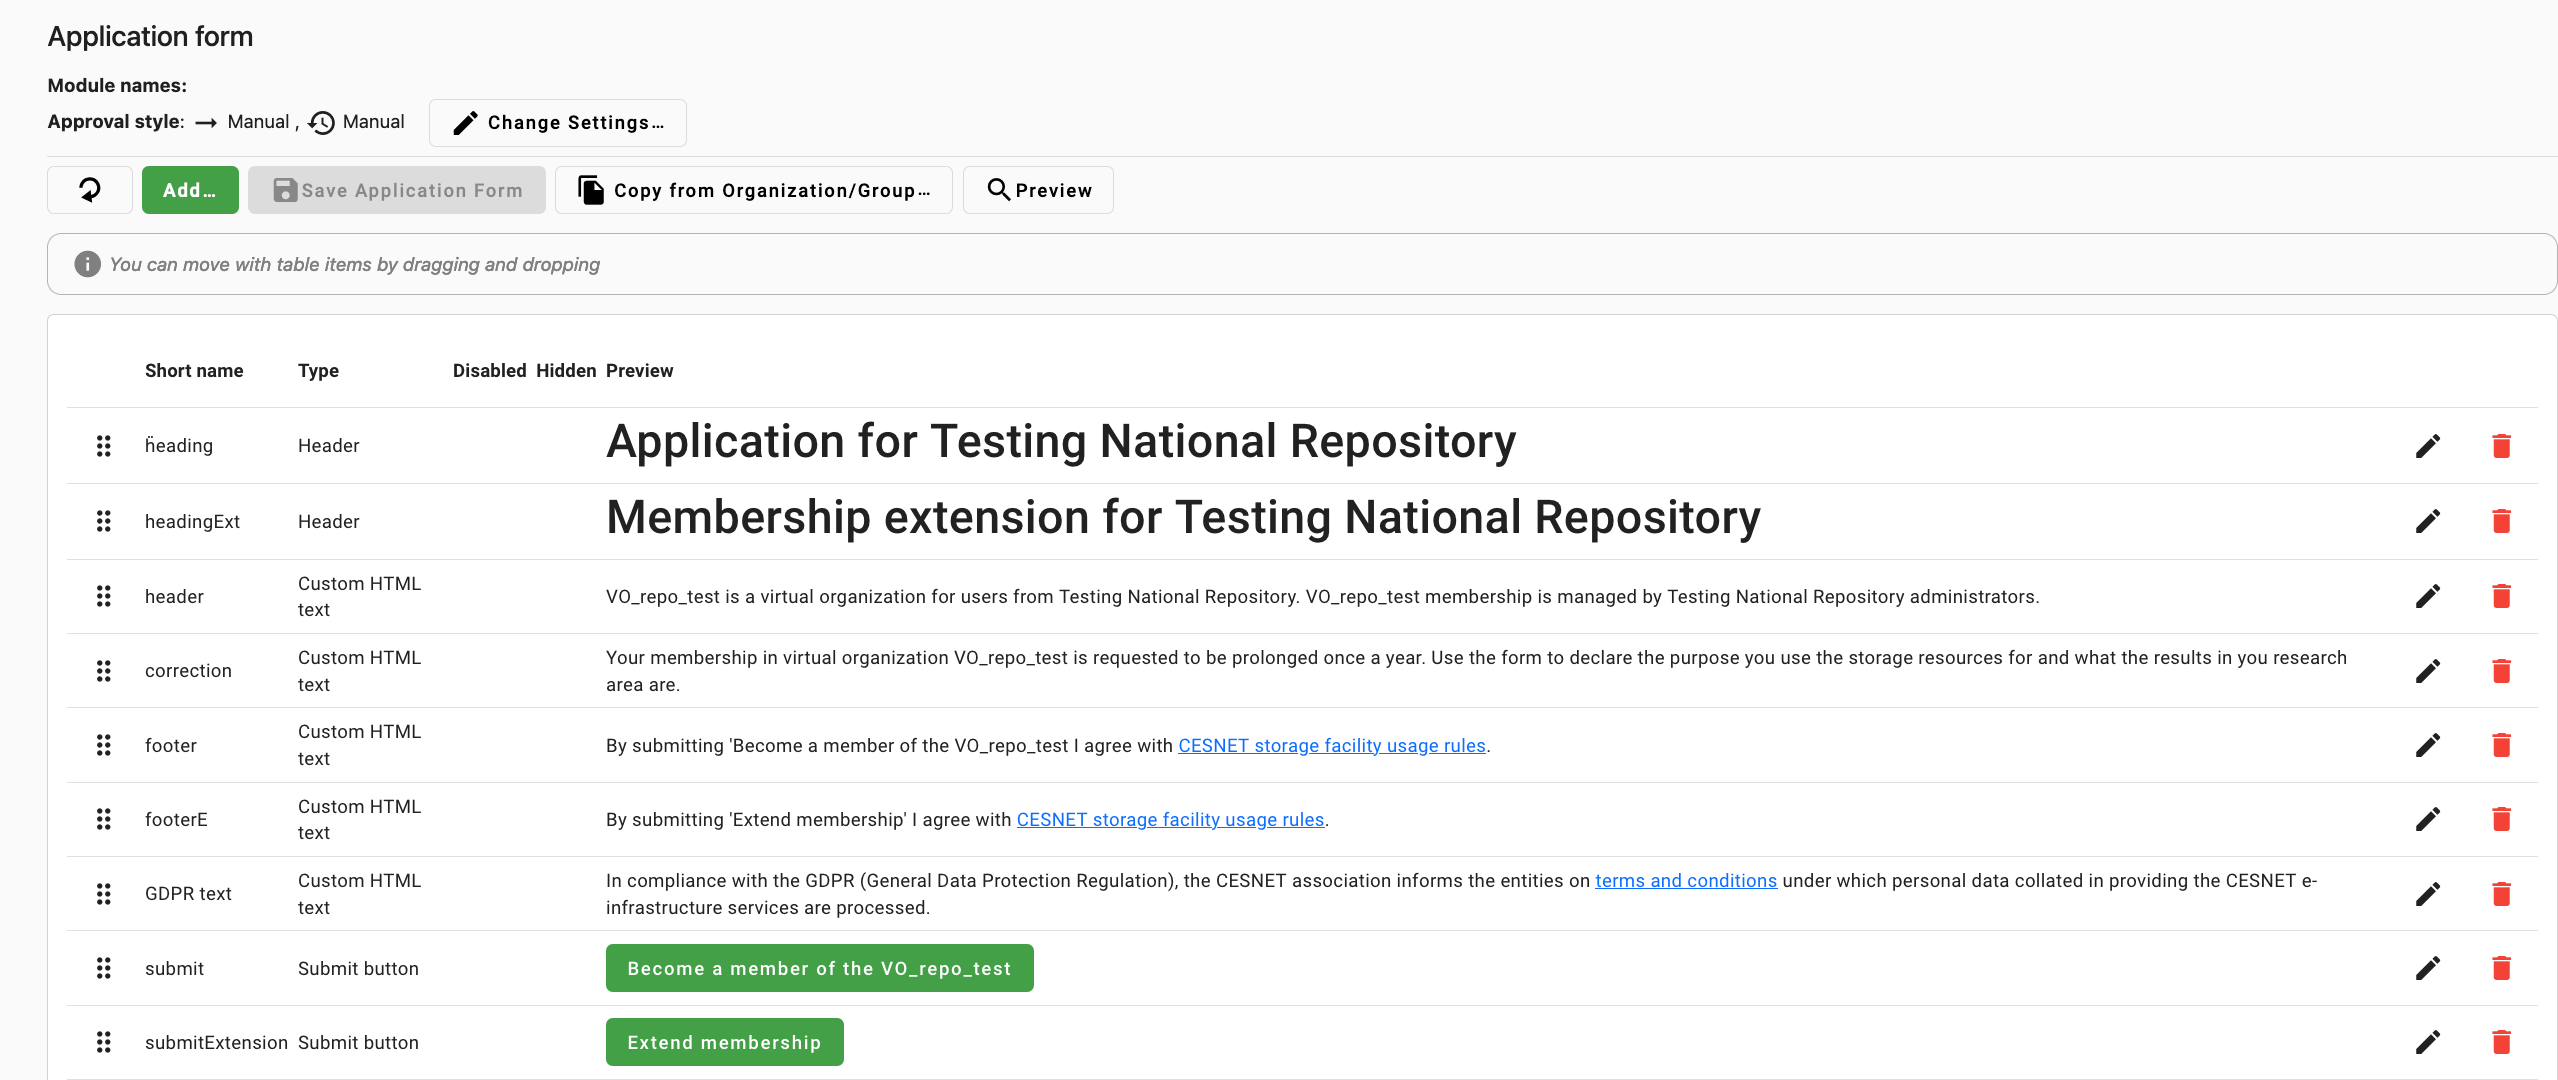 Application form
Module names:
Approval style: → Manual , Manual Change Settings...
Add... Save Application Form Copy from Organization/Group... Preview
You can move with table items by dragging and dropping
Short name Type Disabled Hidden Preview
ḧeading Header Application for Testing National Repository
headingExt Header Membership extension for Testing National Repository
header Custom HTML text VO_repo_test is a virtual organization for users from Testing National Repository. VO_repo_test membership is managed by Testing National Repository administrators.
correction Custom HTML text Your membership in virtual organization VO_repo_test is requested to be prolonged once a year. Use the form to declare the purpose you use the storage resources for and what the results in you research
area are.
footer Custom HTML text By submitting 'Become a member of the VO_repo_test I agree with CESNET storage facility usage rules.
footerE Custom HTML text By submitting 'Extend membership' I agree with CESNET storage facility usage rules.
GDPR text Custom HTML text In compliance with the GDPR (General Data Protection Regulation), the CESNET association informs the entities on terms and conditions under which personal data collated in providing the CESNET e-
infrastructure services are processed.
submit Submit button Become a member of the VO_repo_test
submitExtension Submit button Extend membership